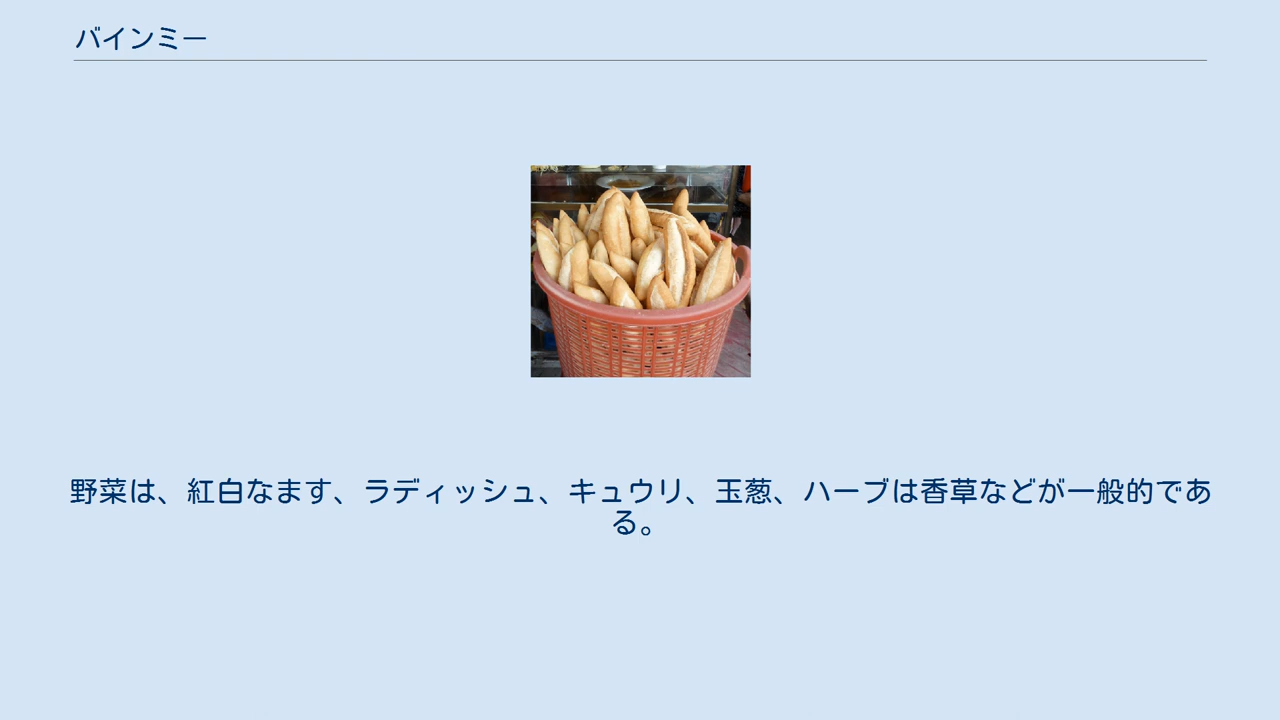 バインミー
野菜は、紅白なます、ラディッシュ、キュウリ、玉葱、ハーブは香草などが一般的であ
る。